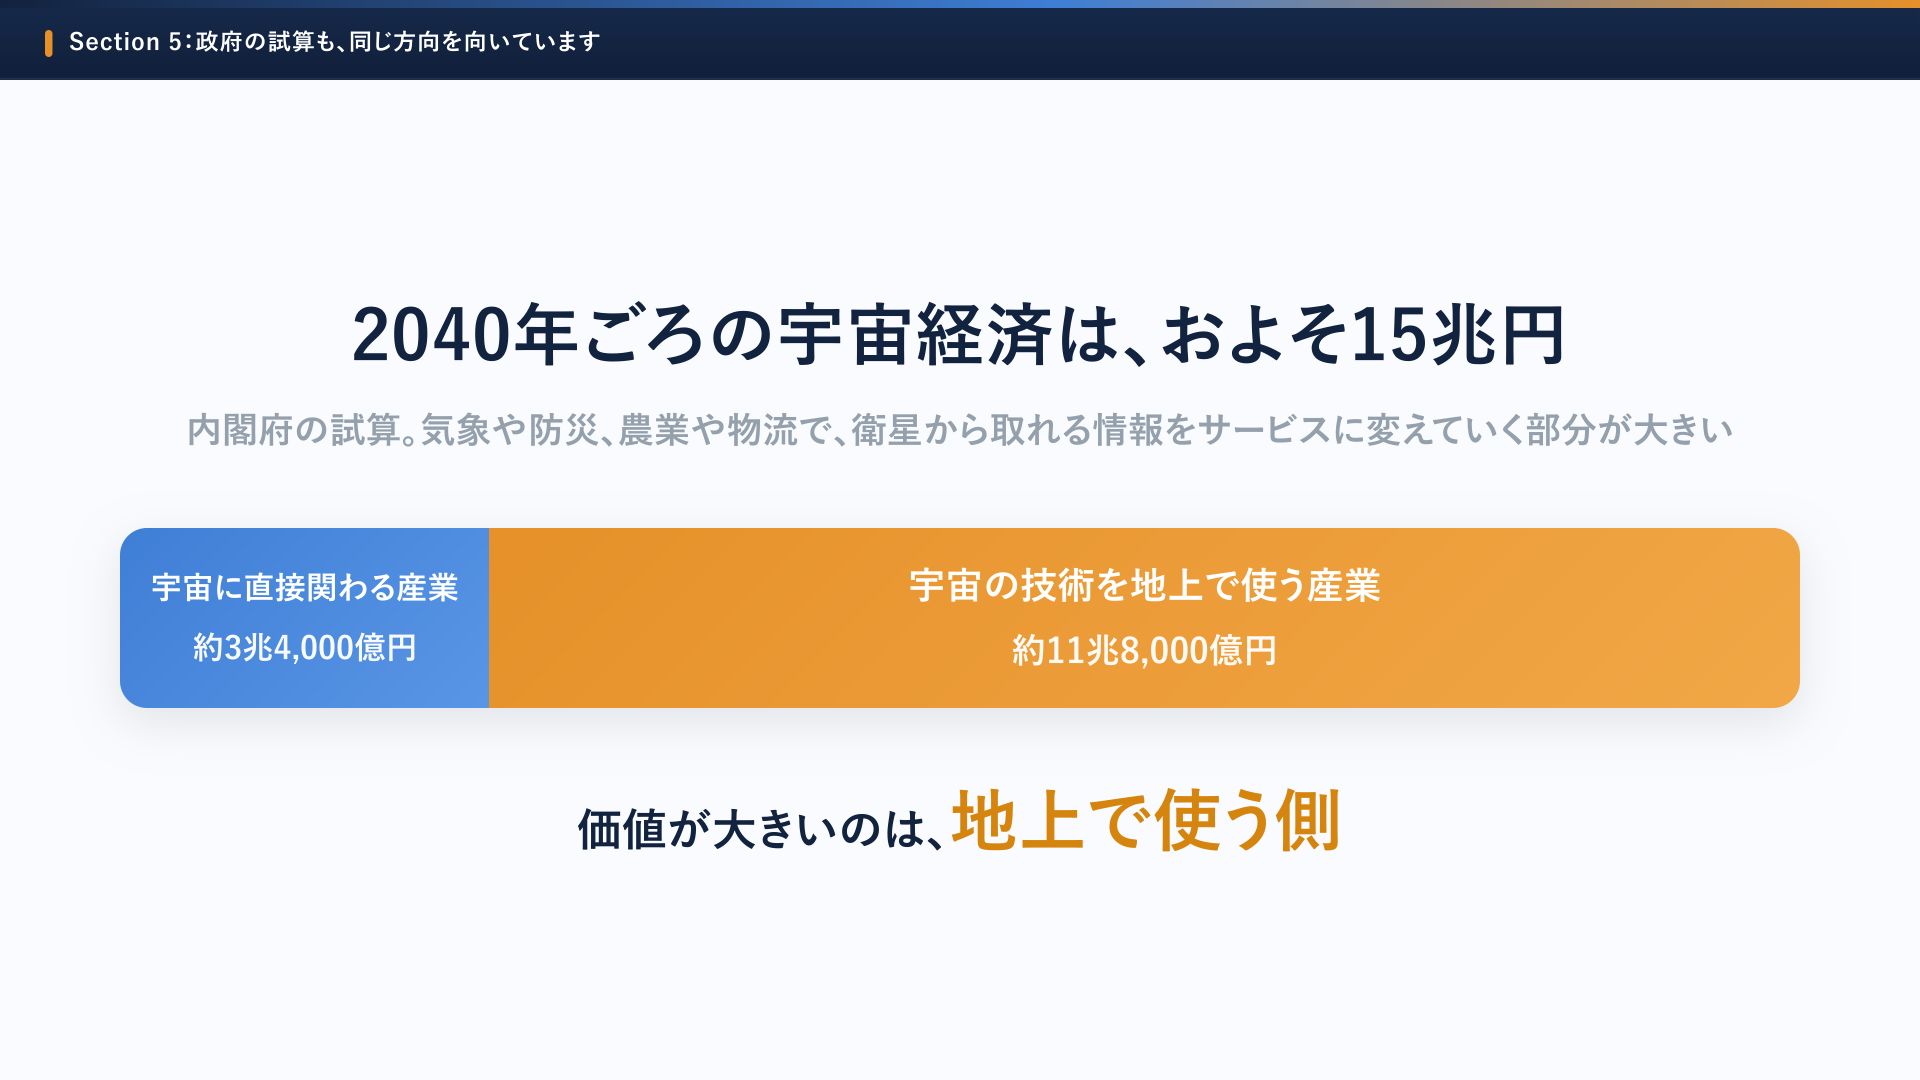 Section 5：政府の試算も、同じ方向を向いています
2040年ごろの宇宙経済は、およそ15兆円
内閣府の試算。気象や防災、農業や物流で、衛星から取れる情報をサービスに変えていく部分が大きい
宇宙に直接関わる産業
約3兆4,000億円
宇宙の技術を地上で使う産業
約11兆8,000億円
価値が大きいのは、地上で使う側